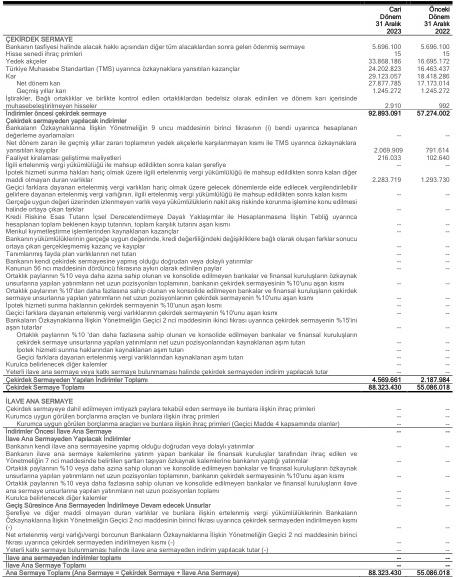 Cari Önceki
Dönem Dönem
31 Aralık 31 Aralık
2023 2022
ÇEKİRDEK SERMAYE
Bankanın tasfiyesi halinde alacak hakkı açısından diğer tüm alacaklardan sonra gelen ödenmiş sermaye 5.696.100 5.696.100
Hisse senedi ihraç primleri 15 15
Yedek akçeler 33.868.186 16.695.172
Türkiye Muhasebe Standartları (TMS) uyarınca özkaynaklara yansıtılan kazançlar 24.202.823 16.463.437
Kar 29.123.057 18.418.286
Net dönem karı 27.877.785 17.173.014
Geçmiş yıllar karı 1.245.272 1.245.272
İştirakler, Bağlı ortaklıklar ve birlikte kontrol edilen ortaklıklardan bedelsiz olarak edinilen ve dönem karı içerisinde
muhasebeleştirilmeyen hisseler 2.910 992
İndirimler öncesi çekirdek sermaye 92.893.091 57.274.002
Çekirdek sermayeden yapılacak indirimler
Bankaların Özkaynaklarına İlişkin Yönetmeliğin 9 uncu maddesinin birinci fıkrasının (i) bendi uyarınca hesaplanan
değerleme ayarlamaları -- --
Net dönem zararı ile geçmiş yıllar zararı toplamının yedek akçelerle karşılanmayan kısmı ile TMS uyarınca özkaynaklara
yansıtılan kayıplar 2.069.909 791.614
Faaliyet kiralaması geliştirme maliyetleri 216.033 102.640
İlgili ertelenmiş vergi yükümlülüğü ile mahsup edildikten sonra kalan şerefiye -- --
İpotek hizmeti sunma hakları hariç olmak üzere ilgili ertelenmiş vergi yükümlülüğü ile mahsup edildikten sonra kalan diğer
maddi olmayan duran varlıklar 2.283.719 1.293.730
Geçici farklara dayanan ertelenmiş vergi varlıkları hariç olmak üzere gelecek dönemlerde elde edilecek vergilendirilebilir
gelirlere dayanan ertelenmiş vergi varlığının, ilgili ertelenmiş vergi yükümlülüğü ile mahsup edildikten sonra kalan kısmı -- --
Gerçeğe uygun değeri üzerinden izlenmeyen varlık veya yükümlülüklerin nakit akış riskinden korunma işlemine konu edilmesi
halinde ortaya çıkan farklar -- --
Kredi Riskine Esas Tutarın İçsel Derecelendirmeye Dayalı Yaklaşımlar ile Hesaplanmasına İlişkin Tebliğ uyarınca
hesaplanan toplam beklenen kayıp tutarının, toplam karşılık tutarını aşan kısmı -- --
Menkul kıymetleştirme işlemlerinden kaynaklanan kazançlar -- --
Bankanın yükümlülüklerinin gerçeğe uygun değerinde, kredi değerliliğindeki değişikliklere bağlı olarak oluşan farklar sonucu
ortaya çıkan gerçekleşmemiş kazanç ve kayıplar -- --
Tanımlanmış fayda plan varlıklarının net tutarı -- --
Bankanın kendi çekirdek sermayesine yapmış olduğu doğrudan veya dolaylı yatırımlar -- --
Kanunun 56 ncı maddesinin dördüncü fıkrasına aykırı olarak edinilen paylar -- --
Ortaklık paylarının %10 veya daha azına sahip olunan ve konsolide edilmeyen bankalar ve finansal kuruluşların özkaynak
unsurlarına yapılan yatırımların net uzun pozisyonları toplamının, bankanın çekirdek sermayesinin %10'unu aşan kısmı -- --
Ortaklık paylarının %10'dan daha fazlasına sahip olunan ve konsolide edilmeyen bankalar ve finansal kuruluşların çekirdek
sermaye unsurlarına yapılan yatırımların net uzun pozisyonlarının çekirdek sermayenin %10'unu aşan kısmı -- --
İpotek hizmeti sunma haklarının çekirdek sermayenin %10'unun aşan kısmı -- --
Geçici farklara dayanan ertelenmiş vergi varlıklarının çekirdek sermayenin %10'unu aşan kısmı -- --
Bankaların Özkaynaklarına İlişkin Yönetmeliğin Geçici 2 nci maddesinin ikinci fıkrası uyarınca çekirdek sermayenin %15'ini
aşan tutarlar -- --
Ortaklık paylarının %10 'dan daha fazlasına sahip olunan ve konsolide edilmeyen bankalar ve finansal kuruluşların
çekirdek sermaye unsurlarına yapılan yatırımların net uzun pozisyonlarından kaynaklanan aşım tutarı -- --
İpotek hizmeti sunma haklarından kaynaklanan aşım tutarı -- --
Geçici farklara dayanan ertelenmiş vergi varlıklarından kaynaklanan aşım tutarı -- --
Kurulca belirlenecek diğer kalemler -- --
Yeterli ilave ana sermaye veya katkı sermaye bulunmaması halinde çekirdek sermayeden indirim yapılacak tutar -- --
Çekirdek Sermayeden Yapılan İndirimler Toplamı 4.569.661 2.187.984
Çekirdek Sermaye Toplamı 88.323.430 55.086.018
İLAVE ANA SERMAYE
Çekirdek sermayeye dahil edilmeyen imtiyazlı paylara tekabül eden sermaye ile bunlara ilişkin ihraç primleri -- --
Kurumca uygun görülen borçlanma araçları ve bunlara ilişkin ihraç primleri -- --
Kurumca uygun görülen borçlanma araçları ve bunlara ilişkin ihraç primleri (Geçici Madde 4 kapsamında olanlar) -- --
İndirimler Öncesi İlave Ana Sermaye -- --
İlave Ana Sermayeden Yapılacak İndirimler
Bankanın kendi ilave ana sermayesine yapmış olduğu doğrudan veya dolaylı yatırımlar -- --
Bankanın ilave ana sermaye kalemlerine yatırım yapan bankalar ile finansal kuruluşlar tarafından ihraç edilen ve
Yönetmeliğin 7 nci maddesinde belirtilen şartları taşıyan özkaynak kalemlerine bankanın yaptığı yatırımlar -- --
Ortaklık paylarının %10 veya daha azına sahip olunan ve konsolide edilmeyen bankalar ve finansal kuruluşların özkaynak
unsurlarına yapılan yatırımların net uzun pozisyonları toplamının, bankanın çekirdek sermayesinin %10'unu aşan kısmı -- --
Ortaklık paylarının %10 veya daha fazlasına sahip olunan ve konsolide edilmeyen bankalar ve finansal kuruluşların ilave
ana sermaye unsurlarına yapılan yatırımların net uzun pozisyonları toplamı -- --
Kurulca belirlenecek diğer kalemler -- --
Geçiş Süresince Ana Sermayeden İndirilmeye Devam edecek Unsurlar
Şerefiye ve diğer maddi olmayan duran varlıklar ve bunlara ilişkin ertelenmiş vergi yükümlülüklerinin Bankaların
Özkaynaklarına İlişkin Yönetmeliğin Geçici 2 nci maddesinin birinci fıkrası uyarınca çekirdek sermayeden indirilmeyen kısmı
(-) -- --
Net ertelenmiş vergi varlığı/vergi borcunun Bankaların Özkaynaklarına İlişkin Yönetmeliğin Geçici 2 nci maddesinin birinci
fıkrası uyarınca çekirdek sermayeden indirilmeyen kısmı (-) -- --
Yeterli katkı sermaye bulunmaması halinde ilave ana sermayeden indirim yapılacak tutar (-) -- --
İlave ana sermayeden indirimler toplamı -- --
İlave Ana Sermaye Toplamı -- --
Ana Sermaye Toplamı (Ana Sermaye = Çekirdek Sermaye + İlave Ana Sermaye) 88.323.430 55.086.018